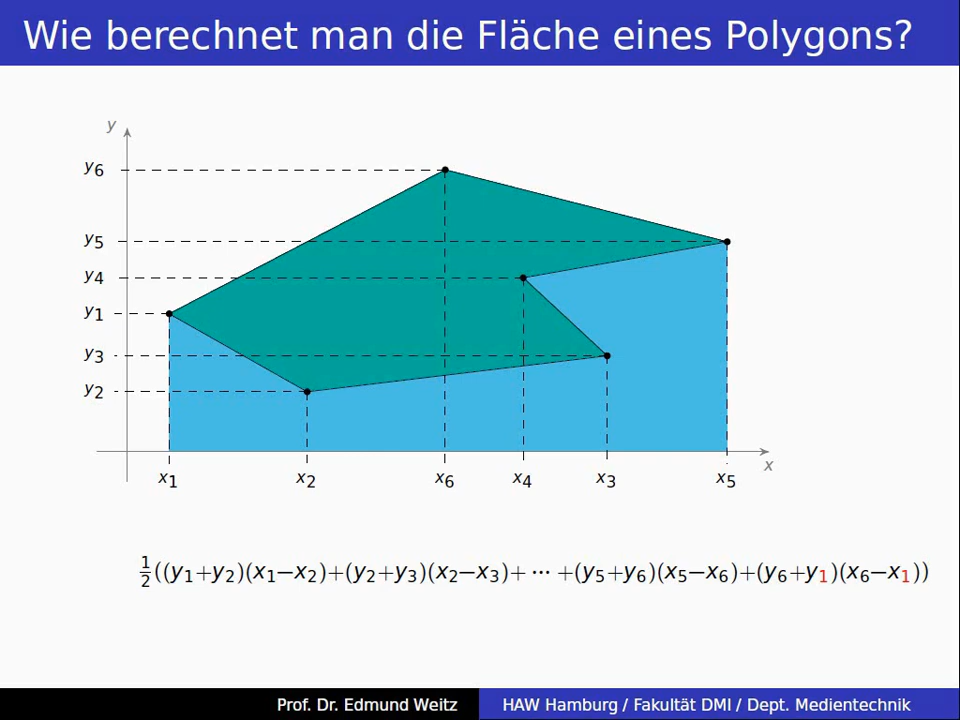 Wie berechnet man die Fläche eines Polygons?
y
y6
y5
y4
y1
y3
y2
x
x1 x2 x6 x4 x3 x5
1/2((y1+y2)(x1−x2)+(y2+y3)(x2−x3)+ ··· +(y5+y6)(x5−x6)+(y6+y1)(x6−x1))
Prof. Dr. Edmund Weitz HAW Hamburg / Fakultät DMI / Dept. Medientechnik